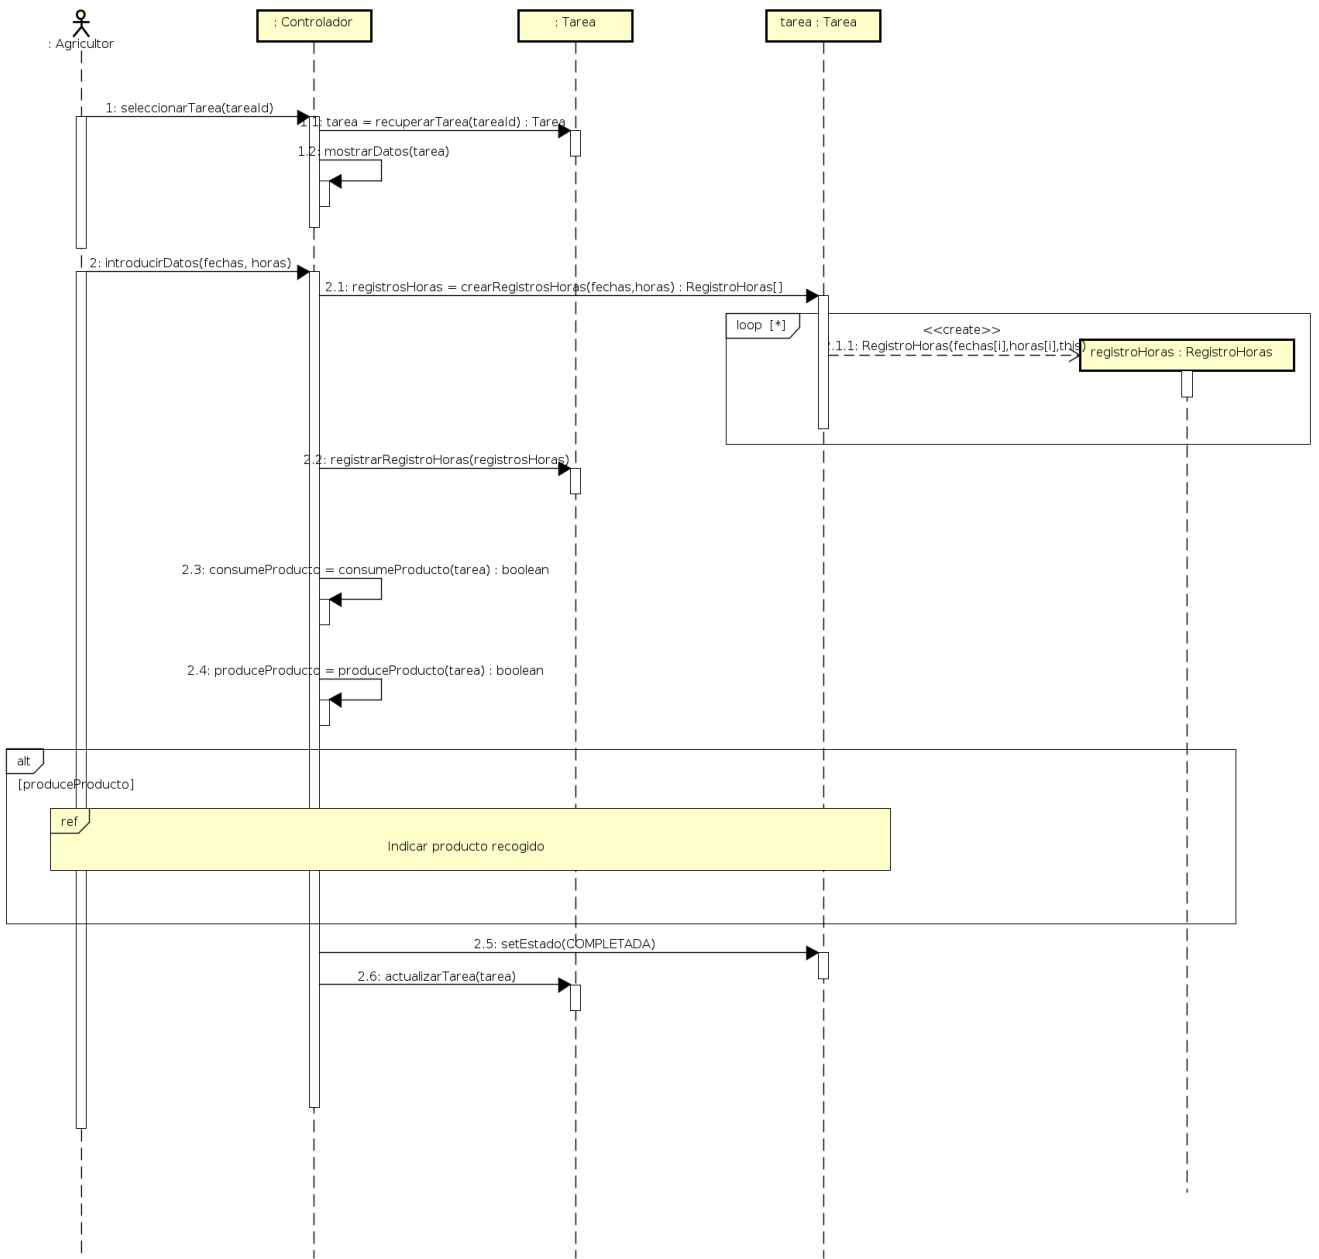 : Agricultor
: Controlador
: Tarea
tarea : Tarea
1: seleccionarTarea(tareaId)
1.1: tarea = recuperarTarea(tareaId) : Tarea
1.2: mostrarDatos(tarea)
2: introducirDatos(fechas, horas)
2.1: registrosHoras = crearRegistrosHoras(fechas,horas) : RegistroHoras[]
loop [*]
<<create>>
2.1.1: RegistroHoras(fechas[i],horas[i],this)
registroHoras : RegistroHoras
2.2: registrarRegistroHoras(registrosHoras)
2.3: consumeProducto = consumeProducto(tarea) : boolean
2.4: produceProducto = produceProducto(tarea) : boolean
alt
[produceProducto]
ref
Indicar producto recogido
2.5: setEstado(COMPLETADA)
2.6: actualizarTarea(tarea)